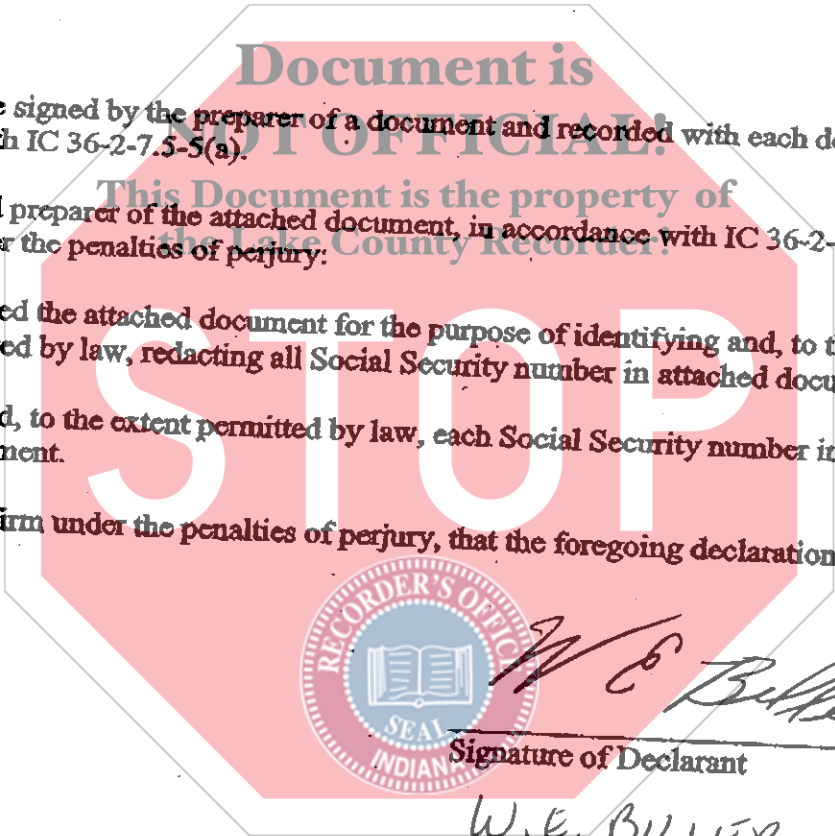 Document is
e signed by the preparer of a document and recorded with each do
NOT OFFICIAL!
h IC 36-2-7.5-5(a).
This Document is the property of
l preparer of the attached document, in accordance with IC 36-2-
the Lake County Recorder!
r the penalties of perjury:
ed the attached document for the purpose of identifying and, to t
ed by law, redacting all Social Security number in attached docu
d, to the extent permitted by law, each Social Security number in
ment.
STOP
irm under the penalties of perjury, that the foregoing declaration
RECORDER'S OFFICE
SEAL
INDIANA
W E
Signature of Declarant
W. E.